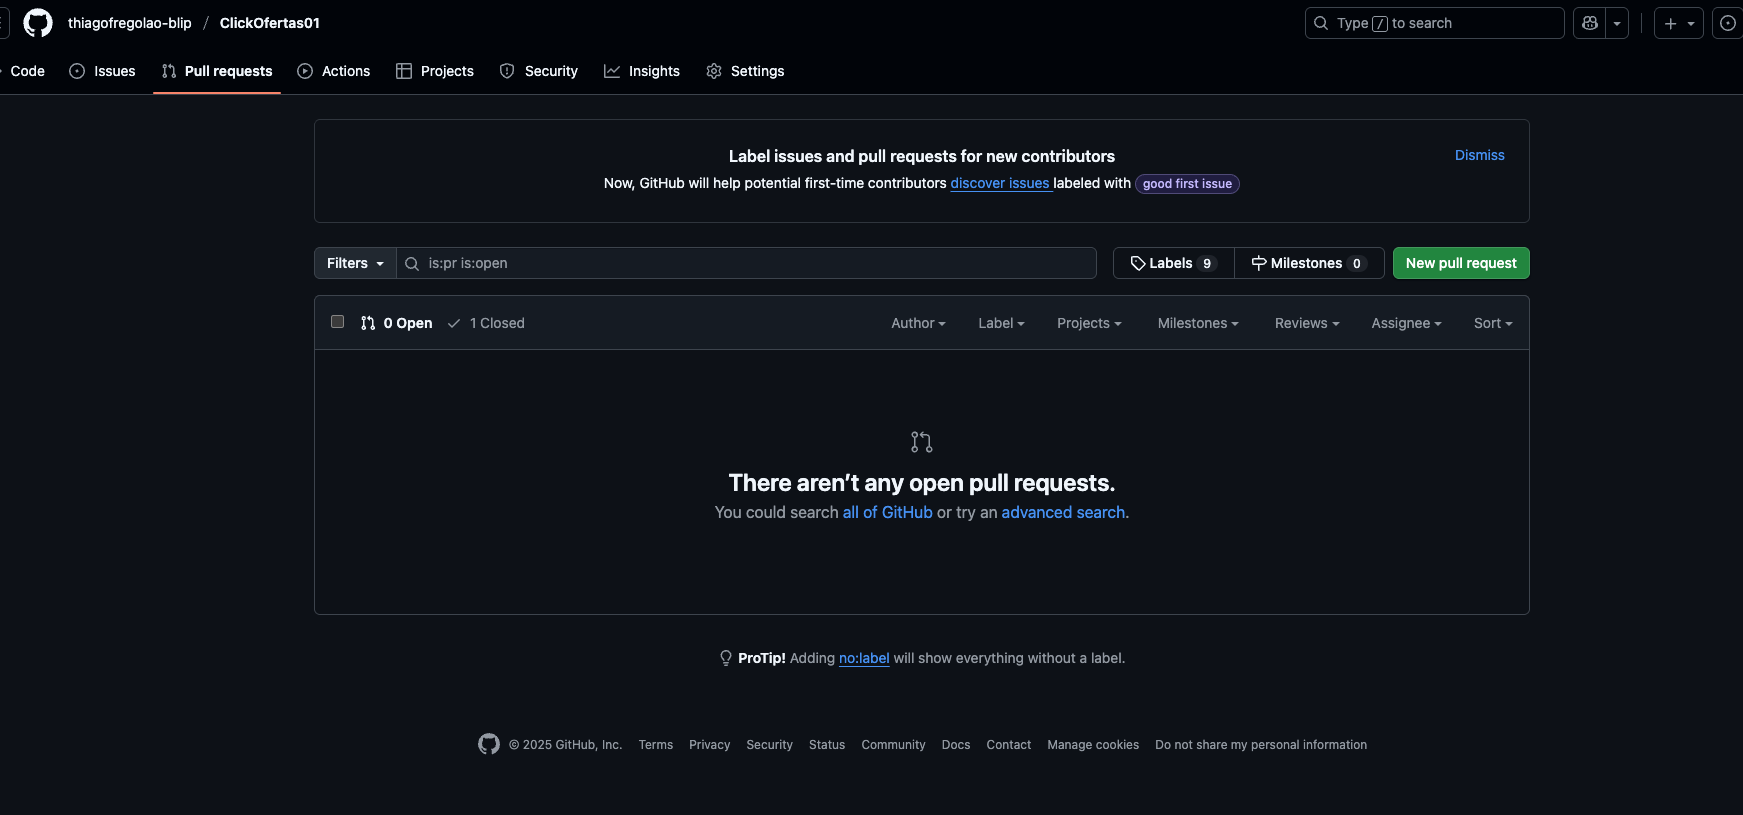 thiagofregolao-blip / ClickOfertas01
Type / to search
Code Issues Pull requests Actions Projects Security Insights Settings
Label issues and pull requests for new contributors
Dismiss
Now, GitHub will help potential first-time contributors discover issues labeled with good first issue
Filters is:pr is:open Labels 9 Milestones 0 New pull request
0 Open 1 Closed Author Label Projects Milestones Reviews Assignee Sort
There aren’t any open pull requests.
You could search all of GitHub or try an advanced search.
ProTip! Adding no:label will show everything without a label.
© 2025 GitHub, Inc. Terms Privacy Security Status Community Docs Contact Manage cookies Do not share my personal information